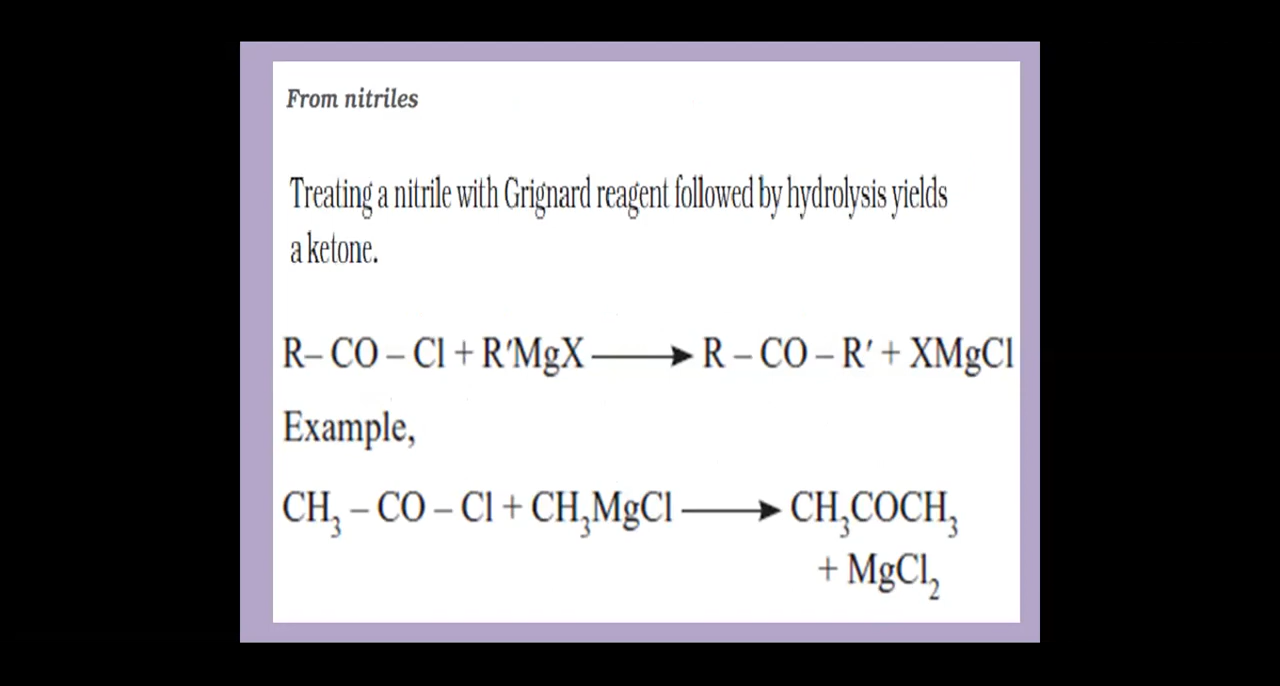 From nitriles
Treating a nitrile with Grignard reagent followed by hydrolysis yields
a ketone.
R– CO – Cl + R′MgX ⟶ R – CO – R′ + XMgCl
Example,
CH₃ – CO – Cl + CH₃MgCl ⟶ CH₃COCH₃
+ MgCl₂